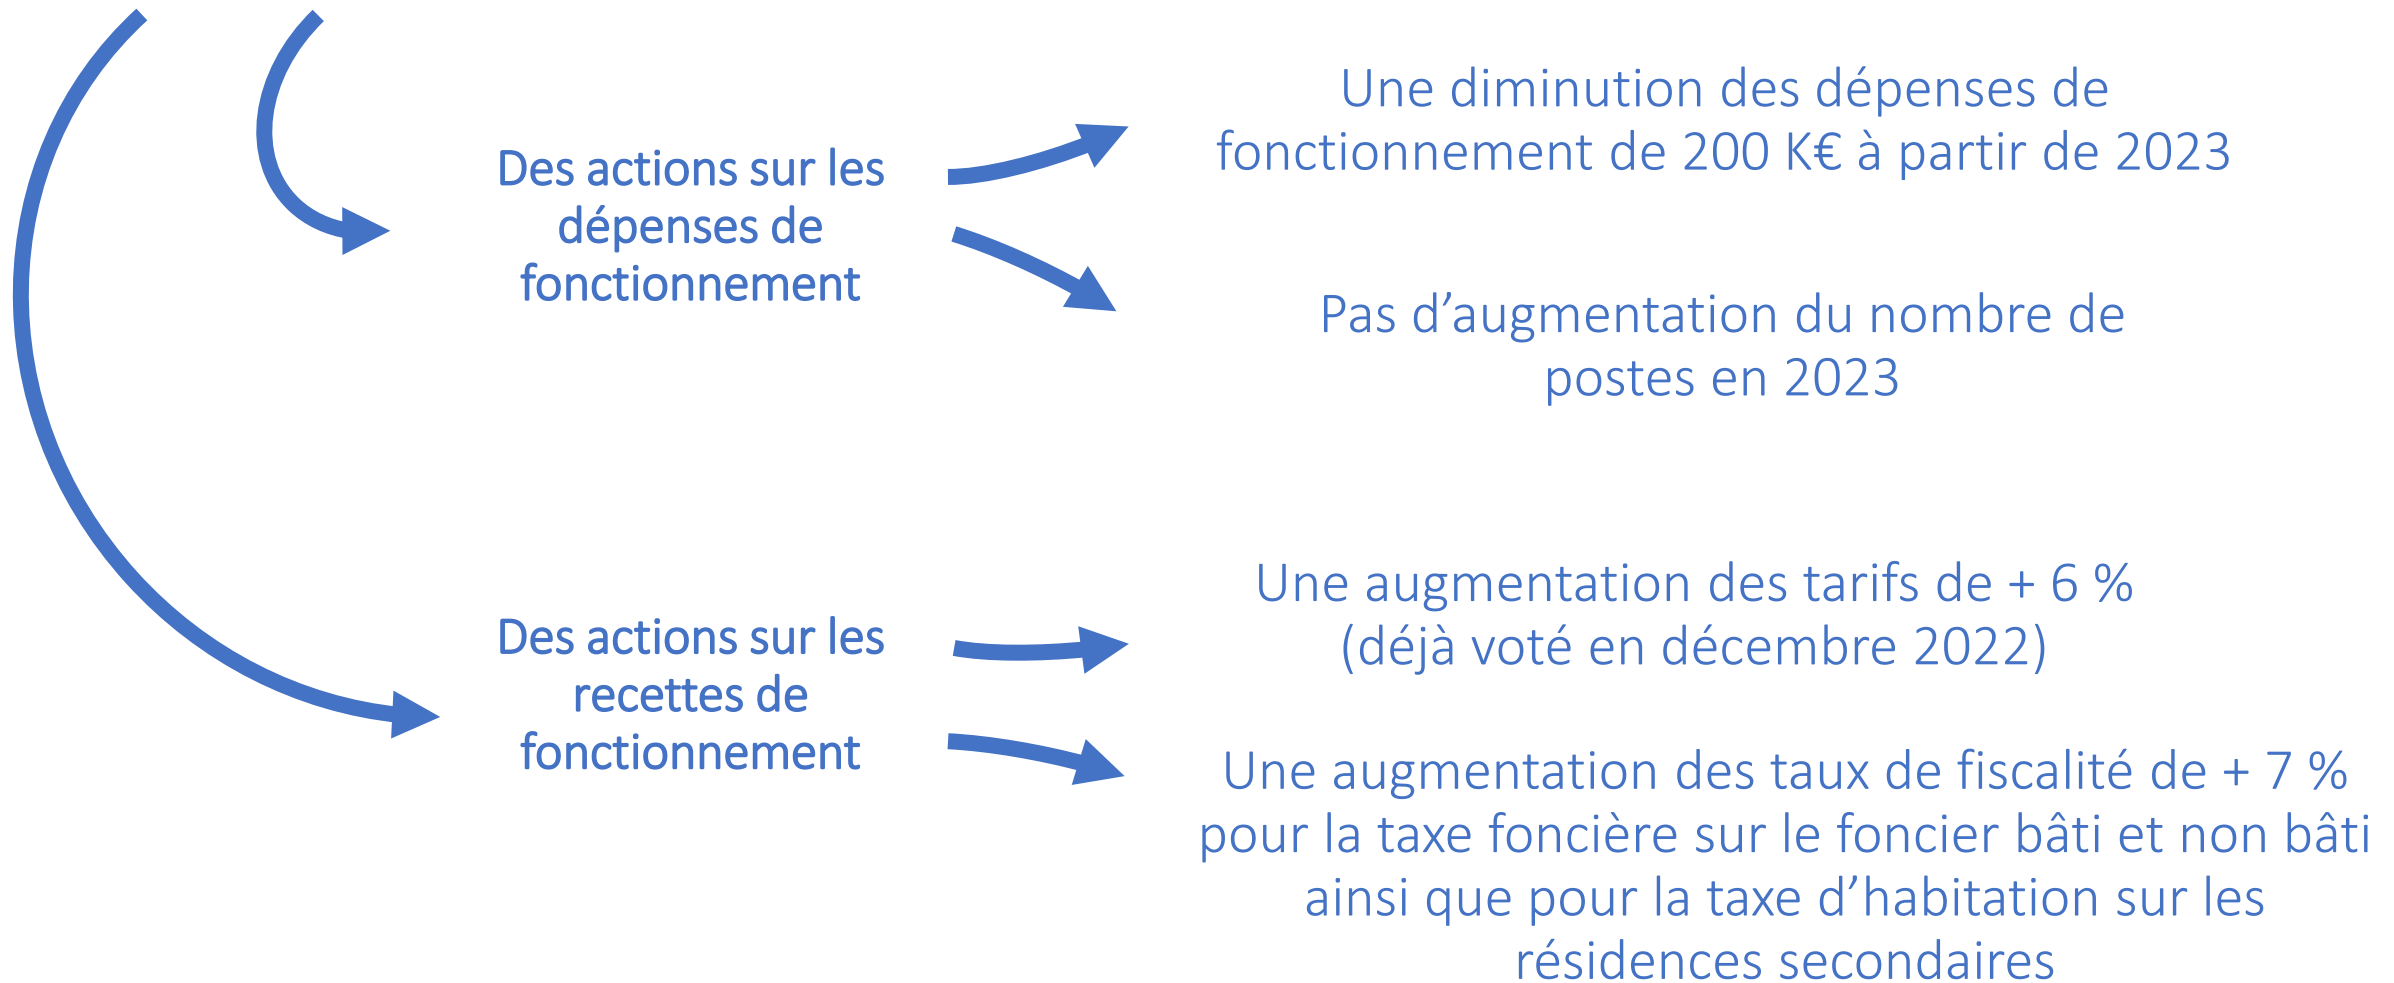 Des actions sur les
dépenses de
fonctionnement
Une diminution des dépenses de
fonctionnement de 200 K€ à partir de 2023
Pas d’augmentation du nombre de
postes en 2023
Des actions sur les
recettes de
fonctionnement
Une augmentation des tarifs de + 6 %
(déjà voté en décembre 2022)
Une augmentation des taux de fiscalité de + 7 %
pour la taxe foncière sur le foncier bâti et non bâti
ainsi que pour la taxe d’habitation sur les
résidences secondaires